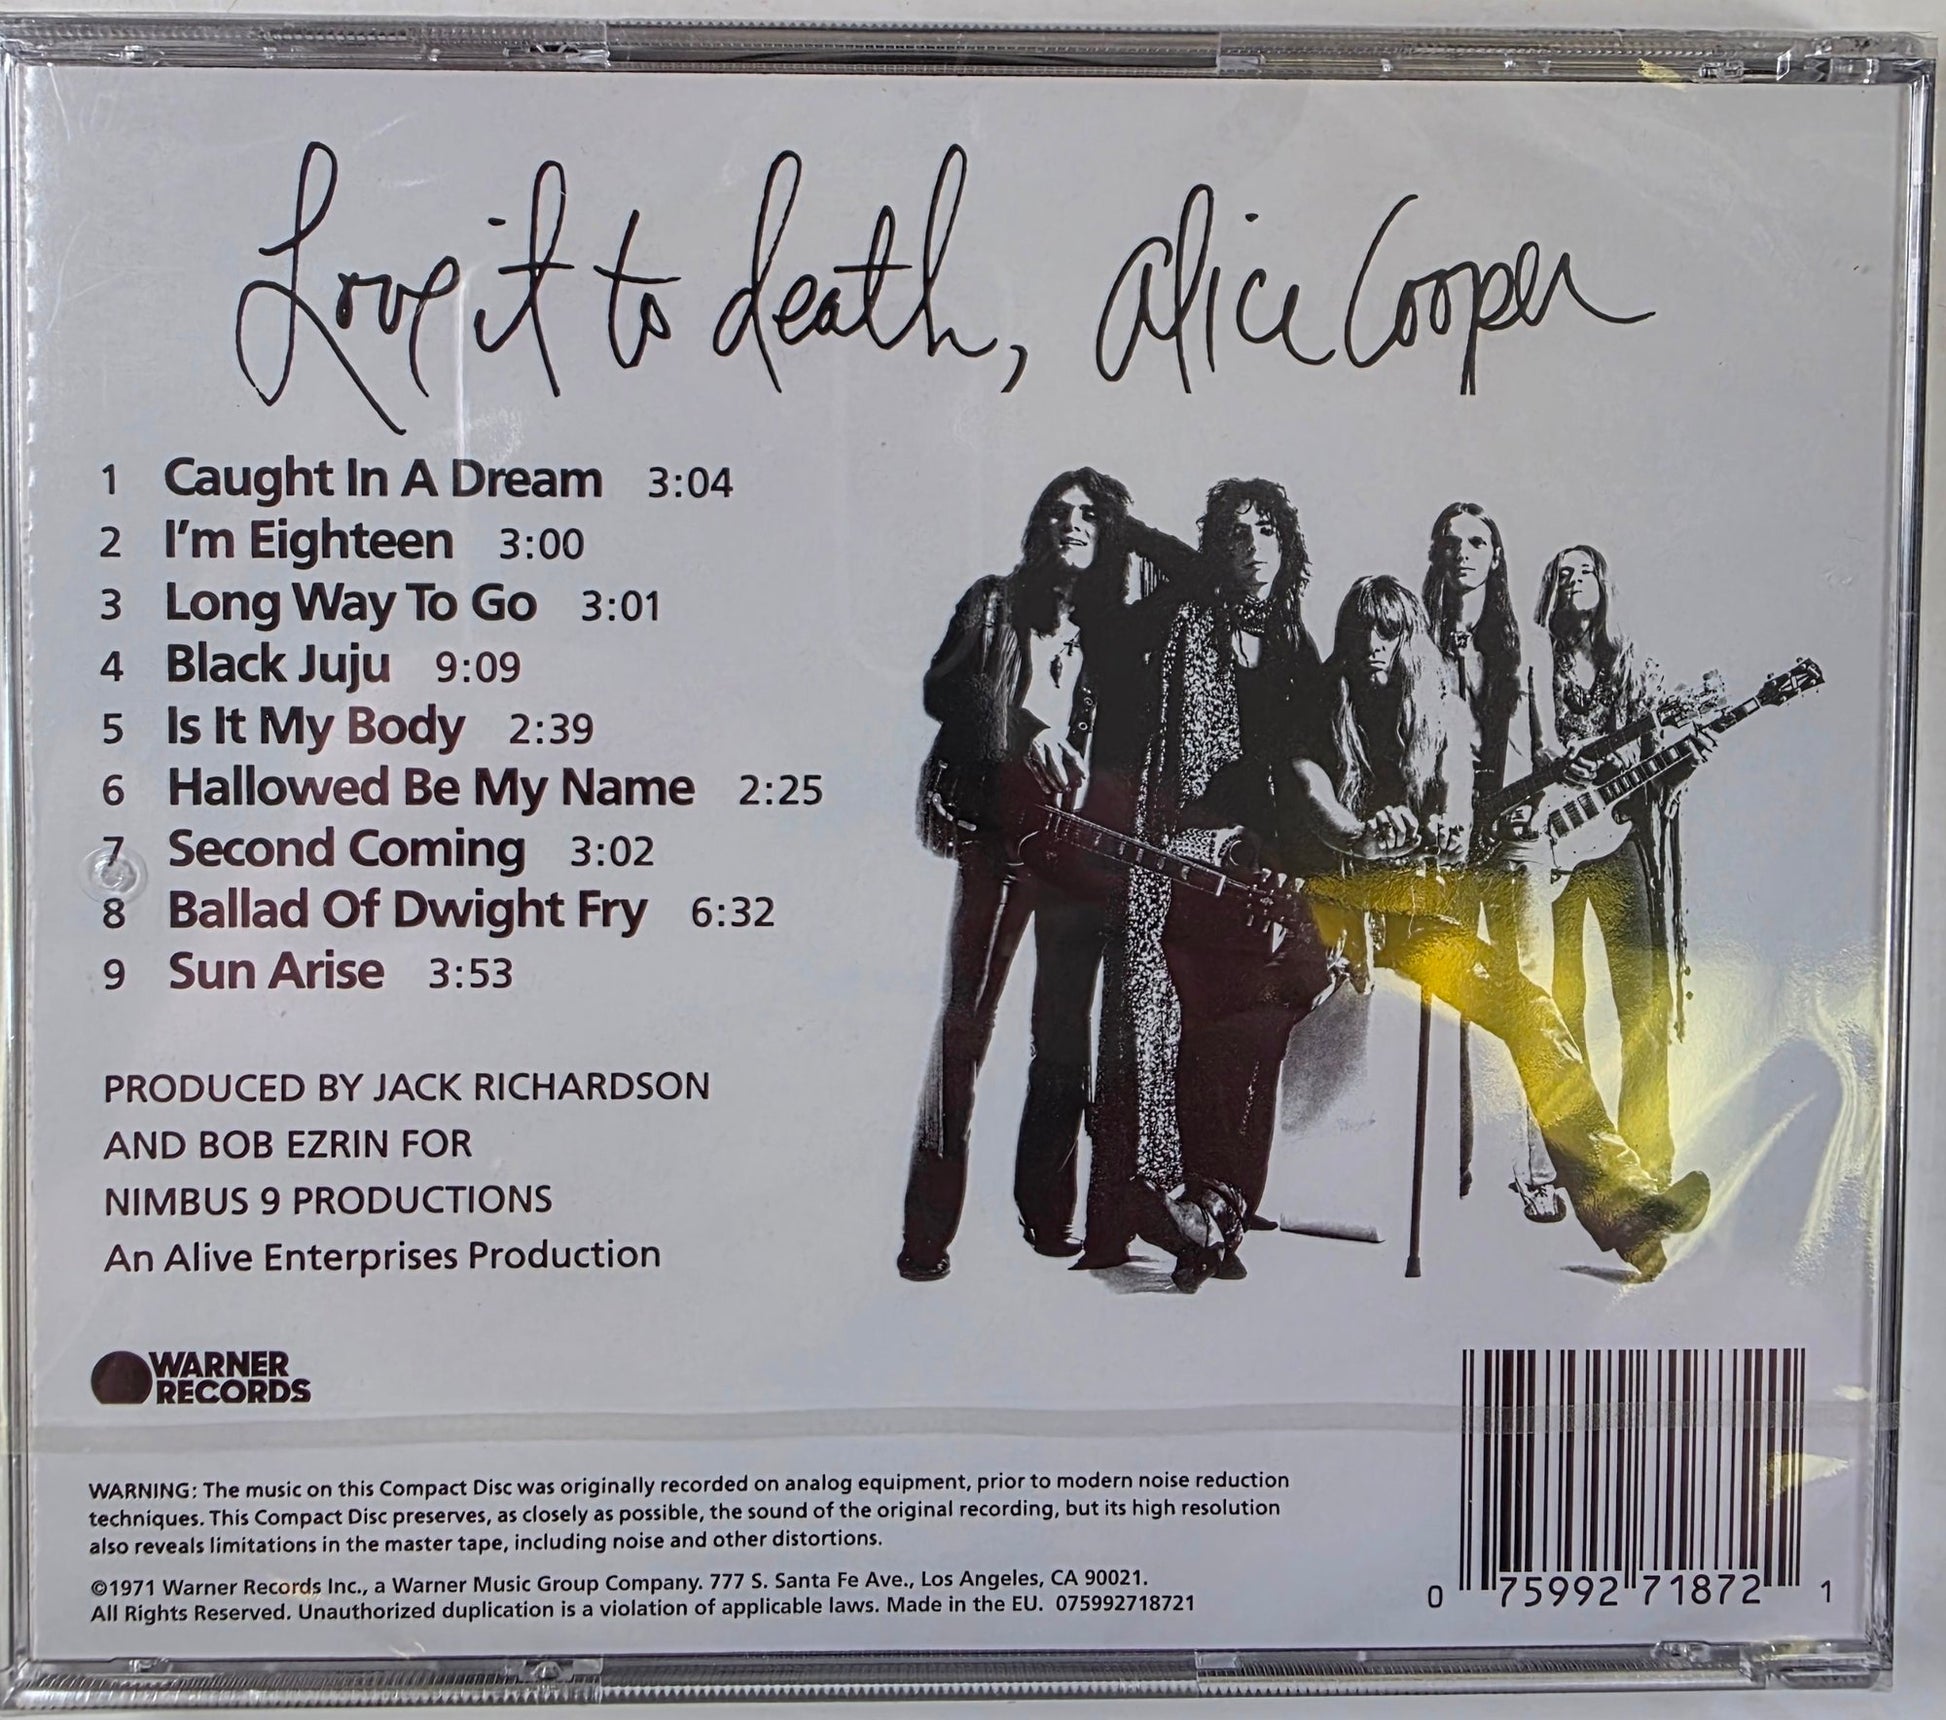 Love it to death, Alice Cooper
1 Caught In A Dream 3:04
2 I'm Eighteen 3:00
3 Long Way To Go 3:01
4 Black Juju 9:09
5 Is It My Body 2:39
6 Hallowed Be My Name 2:25
7 Second Coming 3:02
8 Ballad Of Dwight Fry 6:32
9 Sun Arise 3:53
PRODUCED BY JACK RICHARDSON
AND BOB EZRIN FOR
NIMBUS 9 PRODUCTIONS
An Alive Enterprises Production
WARNER
RECORDS
WARNING: The music on this Compact Disc was originally recorded on analog equipment, prior to modern noise reduction
techniques. This Compact Disc preserves, as closely as possible, the sound of the original recording, but its high resolution
also reveals limitations in the master tape, including noise and other distortions.
©1971 Warner Records Inc., a Warner Music Group Company. 777 S. Santa Fe Ave., Los Angeles, CA 90021.
All Rights Reserved. Unauthorized duplication is a violation of applicable laws. Made in the EU. 075992718721
0 75992 71872 1